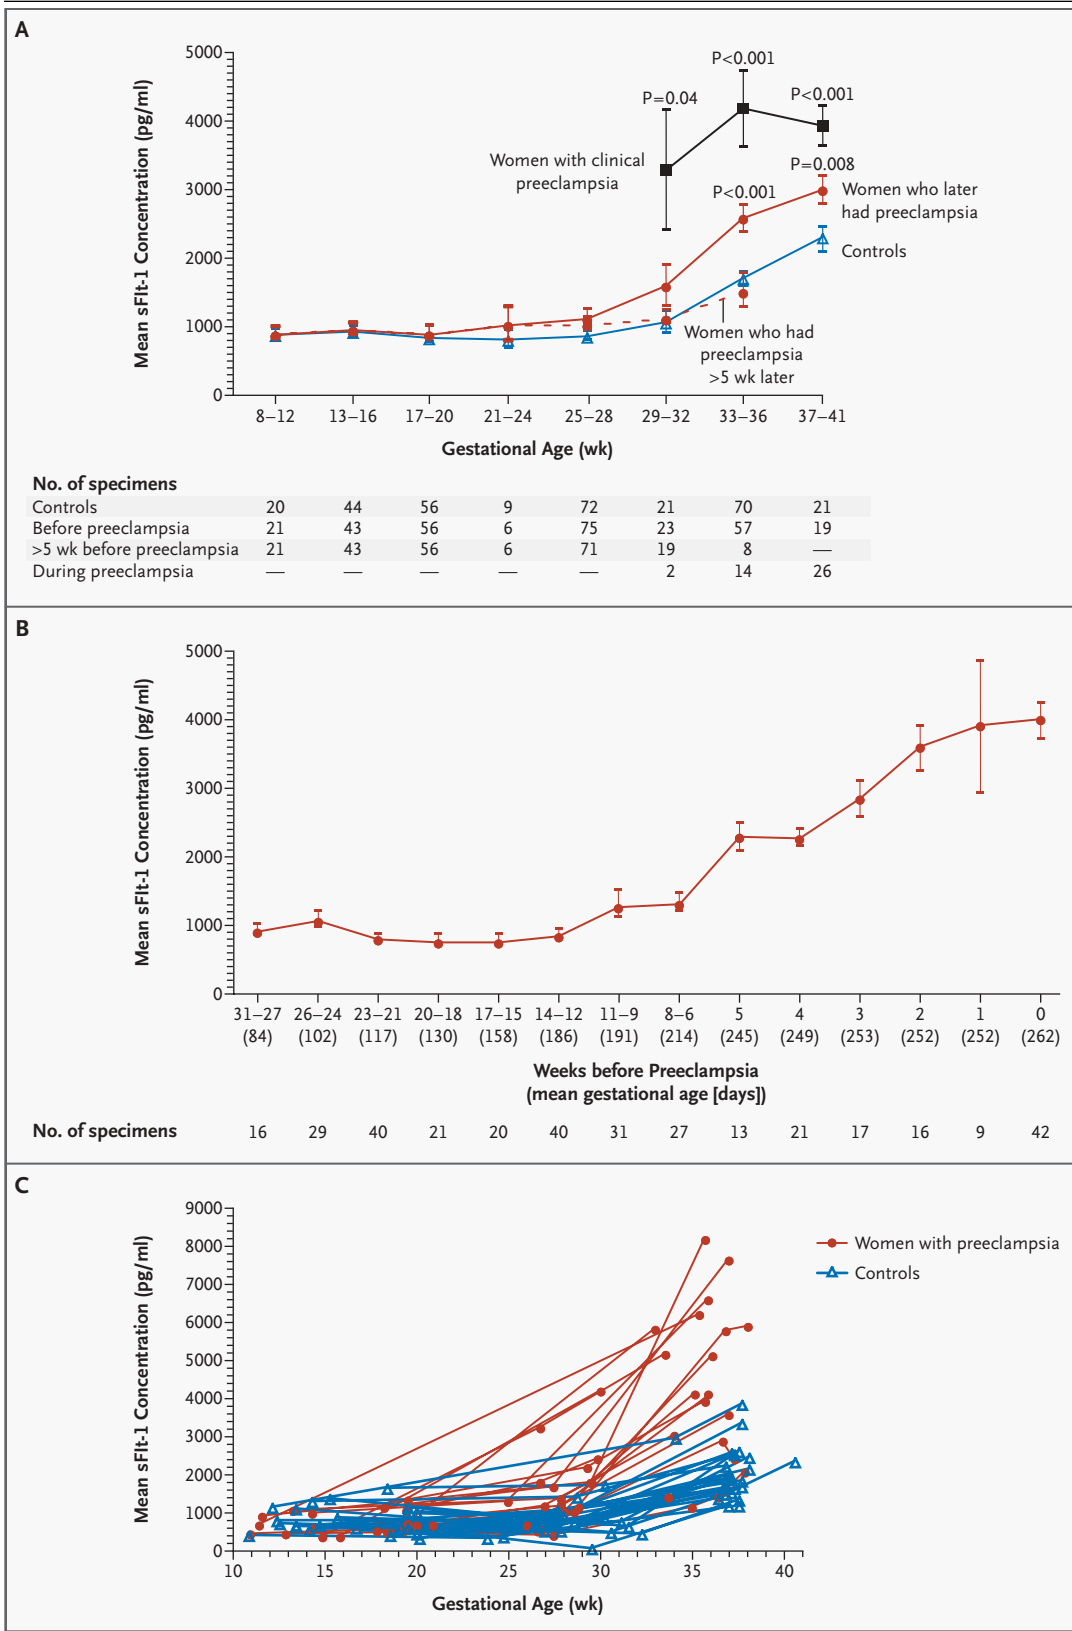 A
Mean sFlt-1 Concentration (pg/ml)
5000
4000
3000
2000
1000
0
P=0.04
P<0.001
P<0.001
P<0.001
P=0.008
Women with clinical
preeclampsia
Women who later
had preeclampsia
Controls
Women who had
preeclampsia
>5 wk later
8–12 13–16 17–20 21–24 25–28 29–32 33–36 37–41
Gestational Age (wk)
No. of specimens
Controls 20 44 56 9 72 21 70 21
Before preeclampsia 21 43 56 6 75 23 57 19
>5 wk before preeclampsia 21 43 56 6 71 19 8 —
During preeclampsia — — — — — 2 14 26
B
Mean sFlt-1 Concentration (pg/ml)
5000
4000
3000
2000
1000
0
31–27 26–24 23–21 20–18 17–15 14–12 11–9 8–6 5 4 3 2 1 0
(84) (102) (117) (130) (158) (186) (191) (214) (245) (249) (253) (252) (252) (262)
Weeks before Preeclampsia
(mean gestational age [days])
No. of specimens 16 29 40 21 20 40 31 27 13 21 17 16 9 42
C
Mean sFlt-1 Concentration (pg/ml)
9000
8000
7000
6000
5000
4000
3000
2000
1000
0
Women with preeclampsia
Controls
10 15 20 25 30 35 40
Gestational Age (wk)